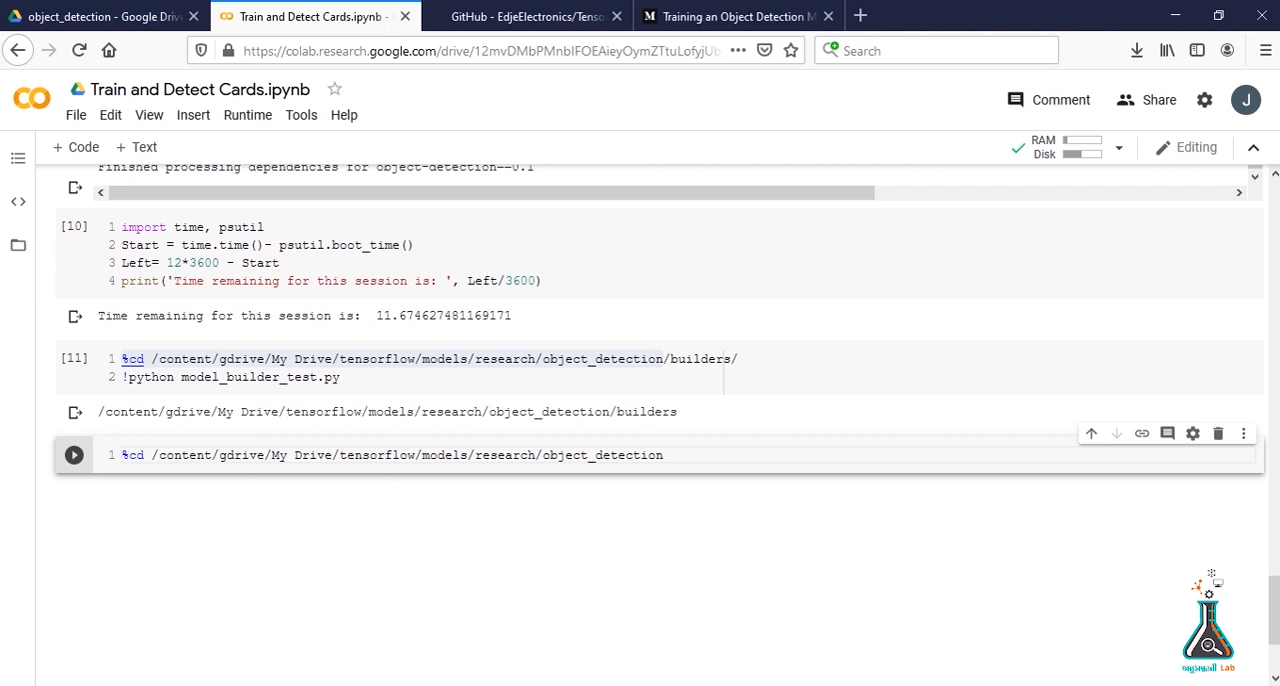 object_detection - Google Driv
Train and Detect Cards.ipynb -
GitHub - EdjeElectronics/Tenso
Training an Object Detection M
https://colab.research.google.com/drive/12mvDMbPMnbIFOEAieyOymZTtuLofyjUb
Search
Train and Detect Cards.ipynb
File Edit View Insert Runtime Tools Help
Comment
Share
J
+ Code + Text
RAM
Disk
Editing
Finished processing dependencies for object-detection==0.1
[10]
1 import time, psutil
2 Start = time.time()- psutil.boot_time()
3 Left= 12*3600 - Start
4 print('Time remaining for this session is: ', Left/3600)
Time remaining for this session is:  11.674627481169171
[11]
1 %cd /content/gdrive/My Drive/tensorflow/models/research/object_detection/builders/
2 !python model_builder_test.py
/content/gdrive/My Drive/tensorflow/models/research/object_detection/builders
1 %cd /content/gdrive/My Drive/tensorflow/models/research/object_detection
Lab